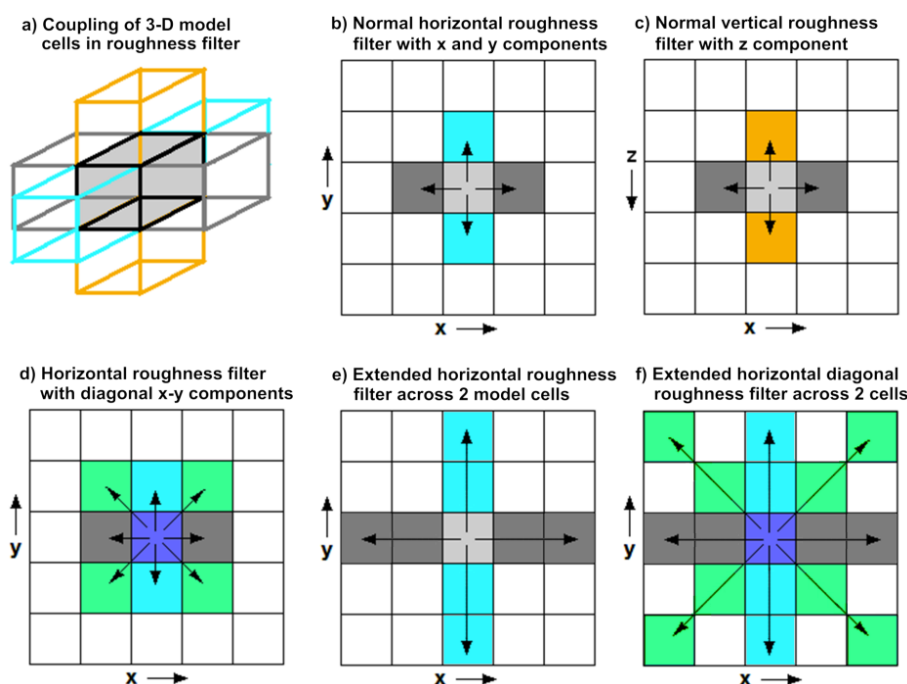 a) Coupling of 3-D model
cells in roughness filter
b) Normal horizontal roughness
filter with x and y components
c) Normal vertical roughness
filter with z component
y
x
z
x
d) Horizontal roughness filter
with diagonal x-y components
e) Extended horizontal roughness
filter across 2 model cells
f) Extended horizontal diagonal
roughness filter across 2 cells
y
x
y
x
y
x